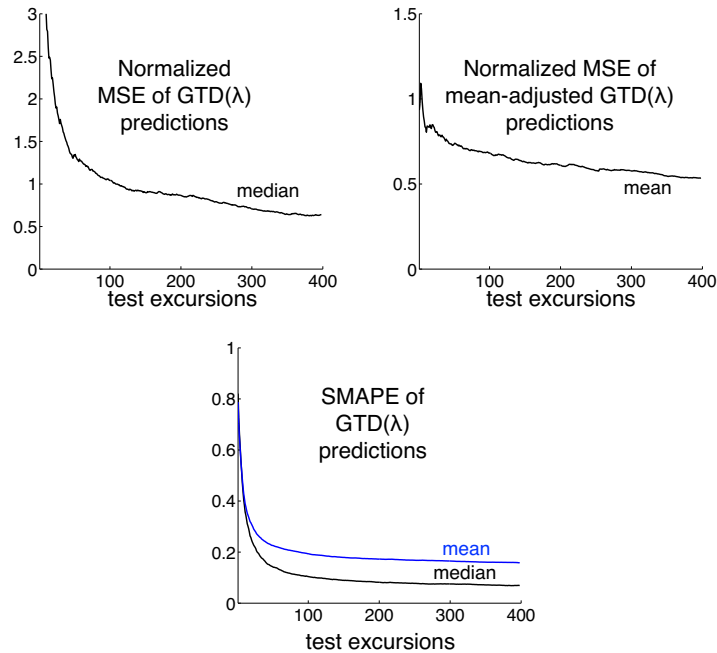 3
2.5
2
1.5
1
0.5
0
Normalized
MSE of GTD(λ)
predictions
median
100
200
300
400
test excursions
1.5
1
0.5
0
Normalized MSE of
mean-adjusted GTD(λ)
predictions
mean
100
200
300
400
test excursions
1
0.8
0.6
0.4
0.2
0
SMAPE of
GTD(λ)
predictions
mean
median
100
200
300
400
test excursions